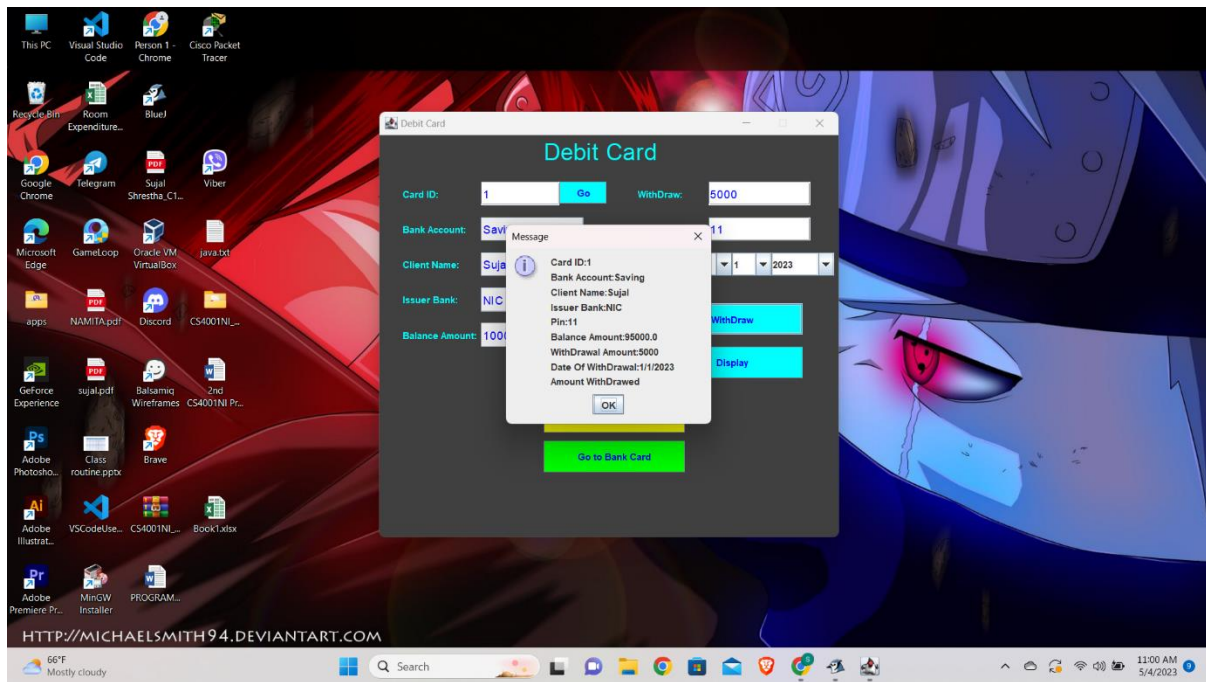 This PC
Visual Studio Code
Person 1 - Chrome
Cisco Packet Tracer
Recycle Bin
Room Expenditure...
BlueJ
Google Chrome
Telegram
Sujal Shrestha_C1...
Viber
Microsoft Edge
GameLoop
Oracle VM VirtualBox
java.txt
apps
NAMITA.pdf
Discord
CS4001NI_...
GeForce Experience
sujal.pdf
Balsamiq Wireframes
2nd CS4001NI Pr...
Adobe Photosho...
Class routine.pptx
Brave
Adobe Illustrat...
VSCodeUse...
CS4001NI_...
Book1.xlsx
Adobe Premiere Pr...
MinGW Installer
PROGRAM...
HTTP://MICHAELSMITH94.DEVIANTART.COM
Debit Card
Debit Card
Card ID: 1 Go WithDraw: 5000
Bank Account: 11
Client Name: 1 2023
Issuer Bank: NIC
Balance Amount:
WithDraw
Display
Go to Bank Card
Message
Card ID:1
Bank Account:Saving
Client Name:Sujal
Issuer Bank:NIC
Pin:11
Balance Amount:95000.0
WithDrawal Amount:5000
Date Of WithDrawal:1/1/2023
Amount WithDrawed
OK
66°F
Mostly cloudy
Search
11:00 AM
5/4/2023
9